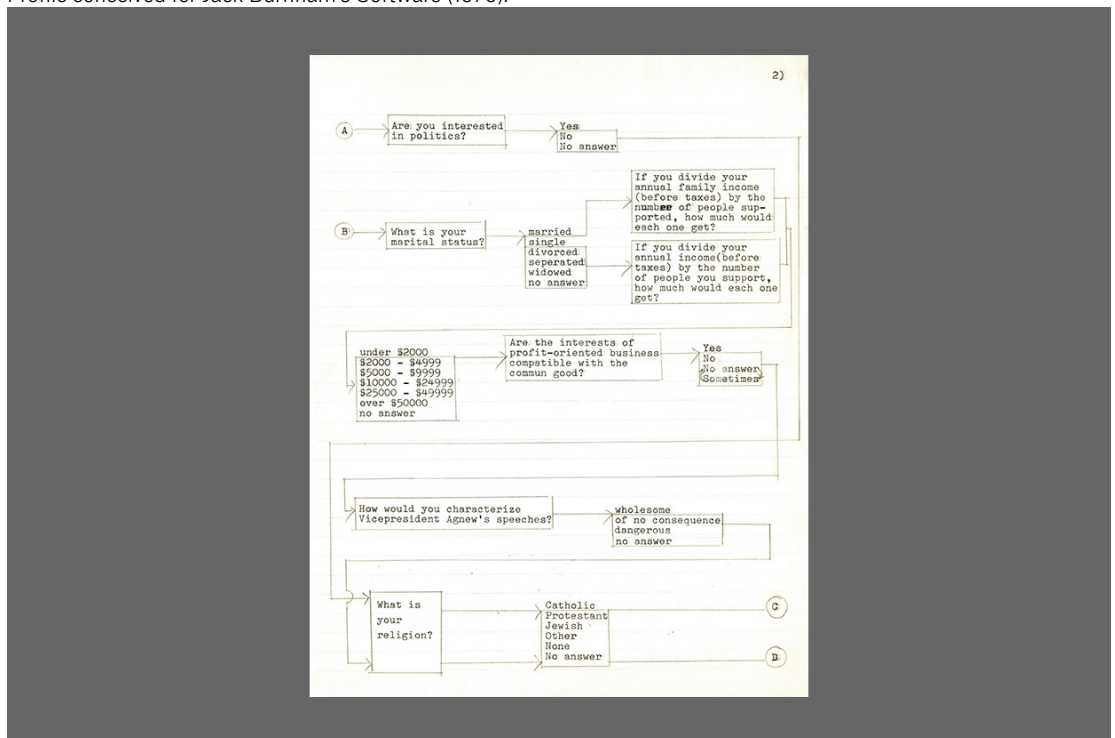 Profile conceived for Jack Burnham's Software (1970).
2)
A
Are you interested
in politics?
Yes
No
No answer
If you divide your
annual family income
(before taxes) by the
number of people sup-
ported, how much would
each one get?
B
What is your
marital status?
married
single
divorced
seperated
widowed
no answer
If you divide your
annual income(before
taxes) by the number
of people you support,
how much would each one
get?
under $2000
$2000 - $4999
$5000 - $9999
$10000 - $24999
$25000 - $49999
over $50000
no answer
Are the interests of
profit-oriented business
compatible with the
commun good?
Yes
No
No answer
Sometimes
How would you characterize
Vicepresident Agnew's speeches?
wholesome
of no consequence
dangerous
no answer
What is
your
religion?
Catholic
Protestant
Jewish
Other
None
No answer
C
D